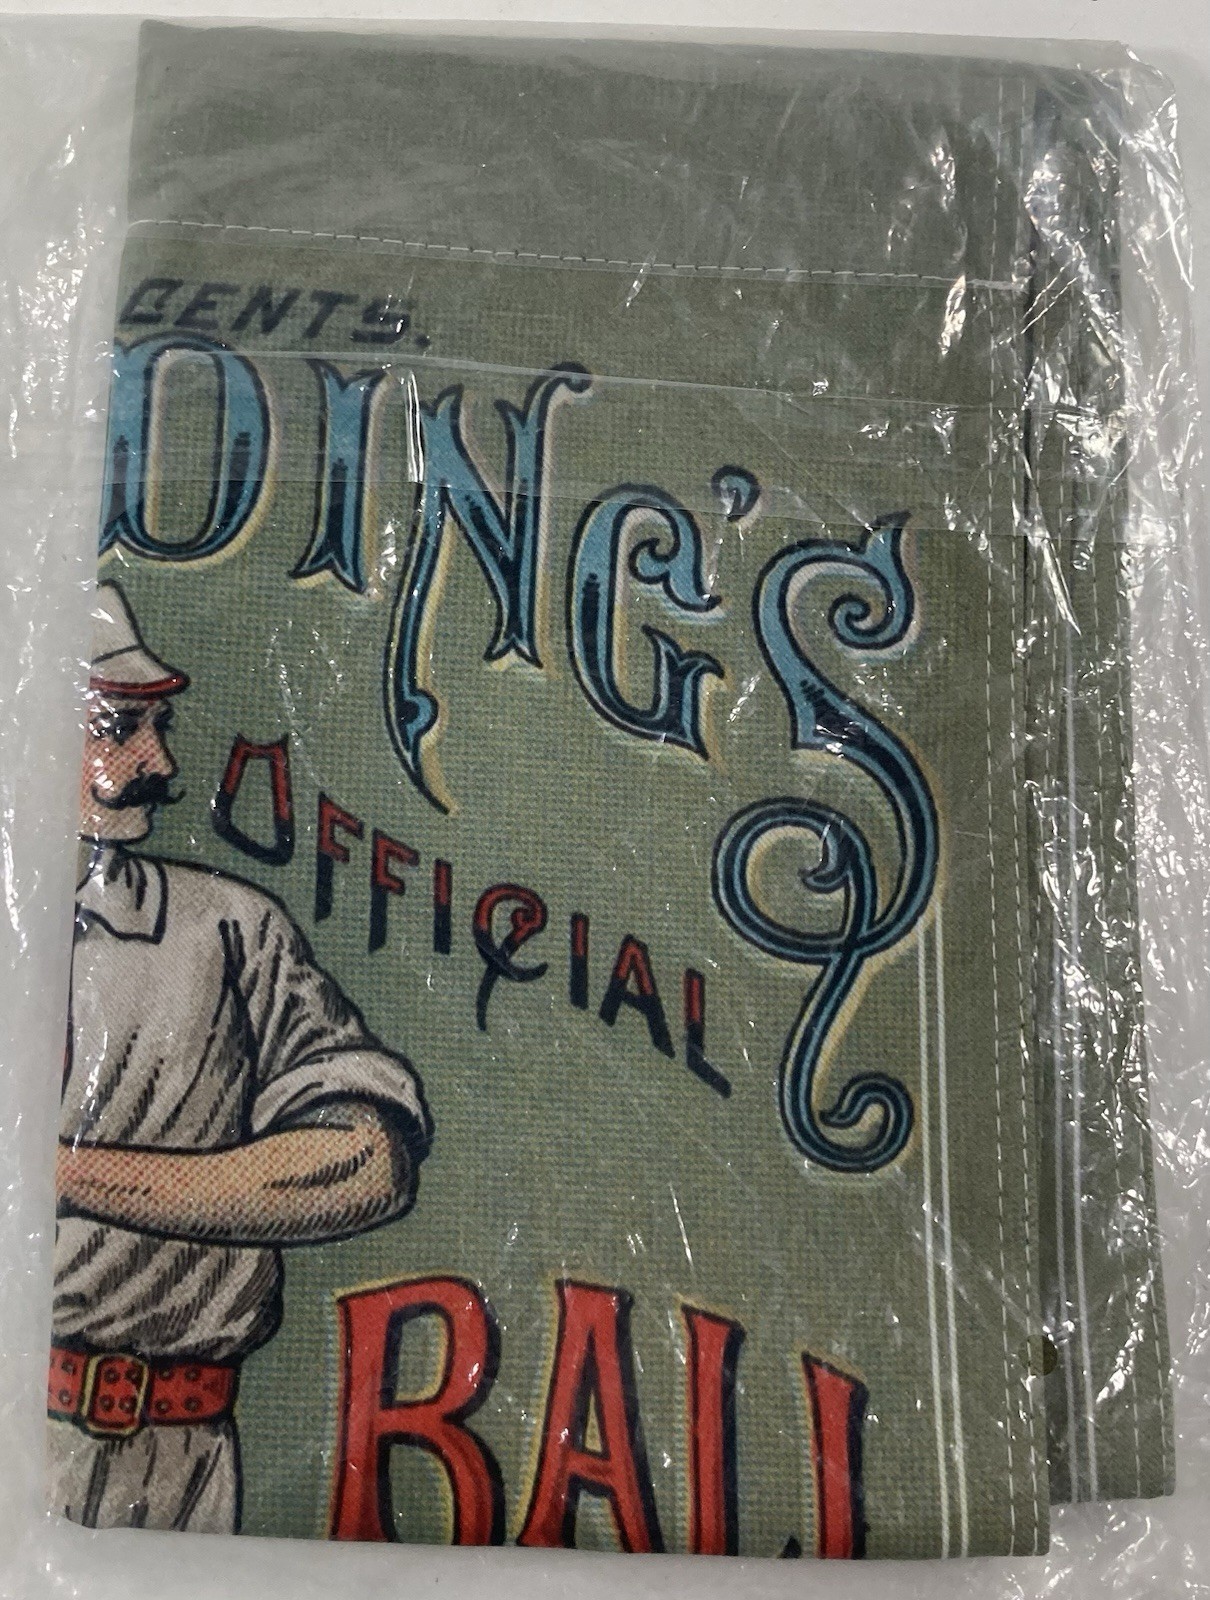 CENTS.
DING'S
OFFICIAL
BALL